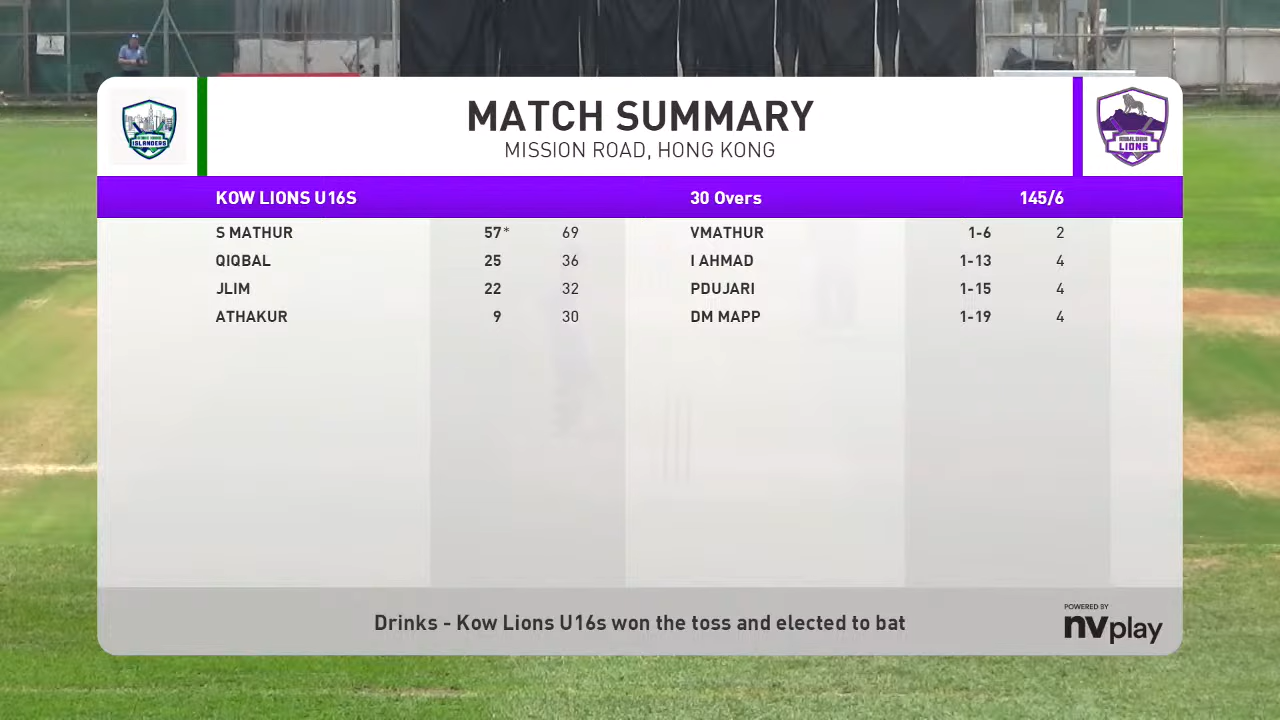 MATCH SUMMARY
MISSION ROAD, HONG KONG
ISLANDERS
LIONS
KOW LIONS U16S 30 Overs 145/6
S MATHUR 57* 69 VMATHUR 1-6 2
QIQBAL 25 36 I AHMAD 1-13 4
JLIM 22 32 PDUJARI 1-15 4
ATHAKUR 9 30 DM MAPP 1-19 4
Drinks - Kow Lions U16s won the toss and elected to bat
POWERED BY
nvplay